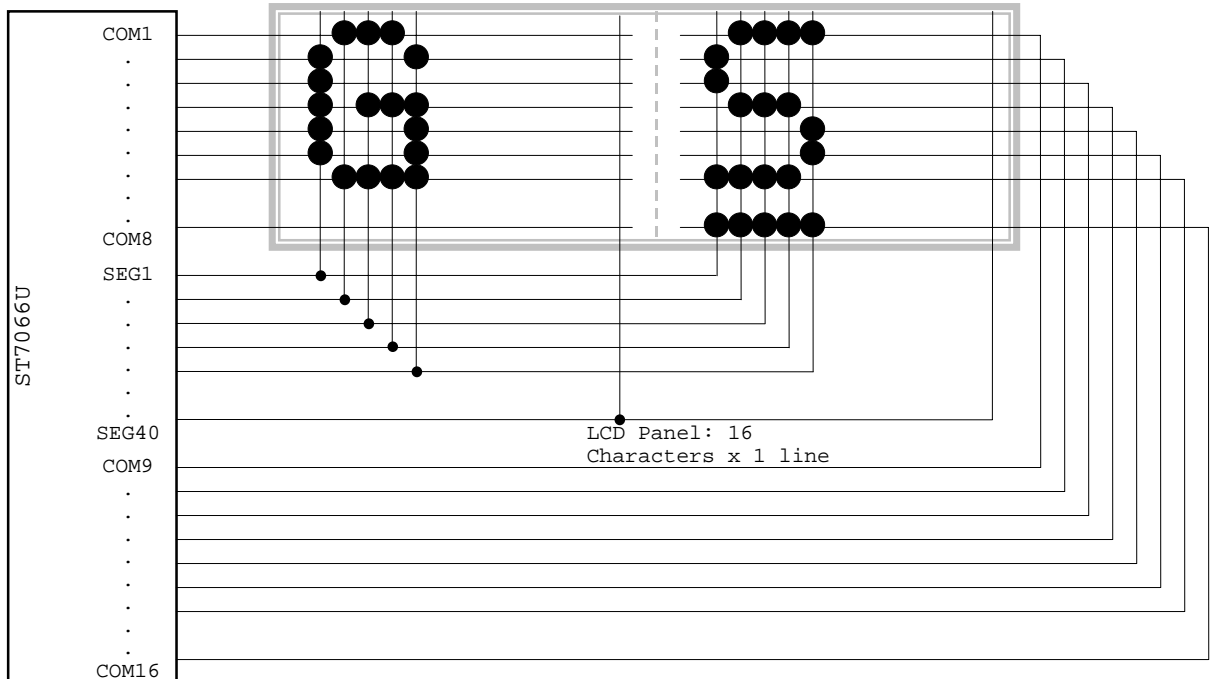 COM1
COM8
SEG1
ST7066U
SEG40
LCD Panel: 16
Characters x 1 line
COM9
COM16